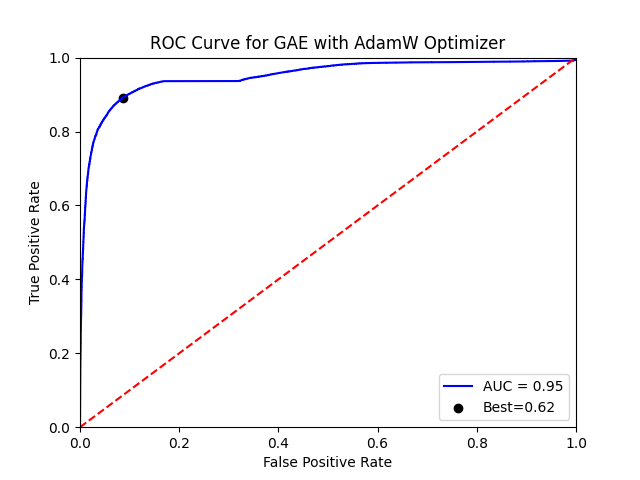 ROC Curve for GAE with AdamW Optimizer
1.0
0.8
0.6
0.4
0.2
0.0
True Positive Rate
0.0 0.2 0.4 0.6 0.8 1.0
False Positive Rate
AUC = 0.95
Best=0.62